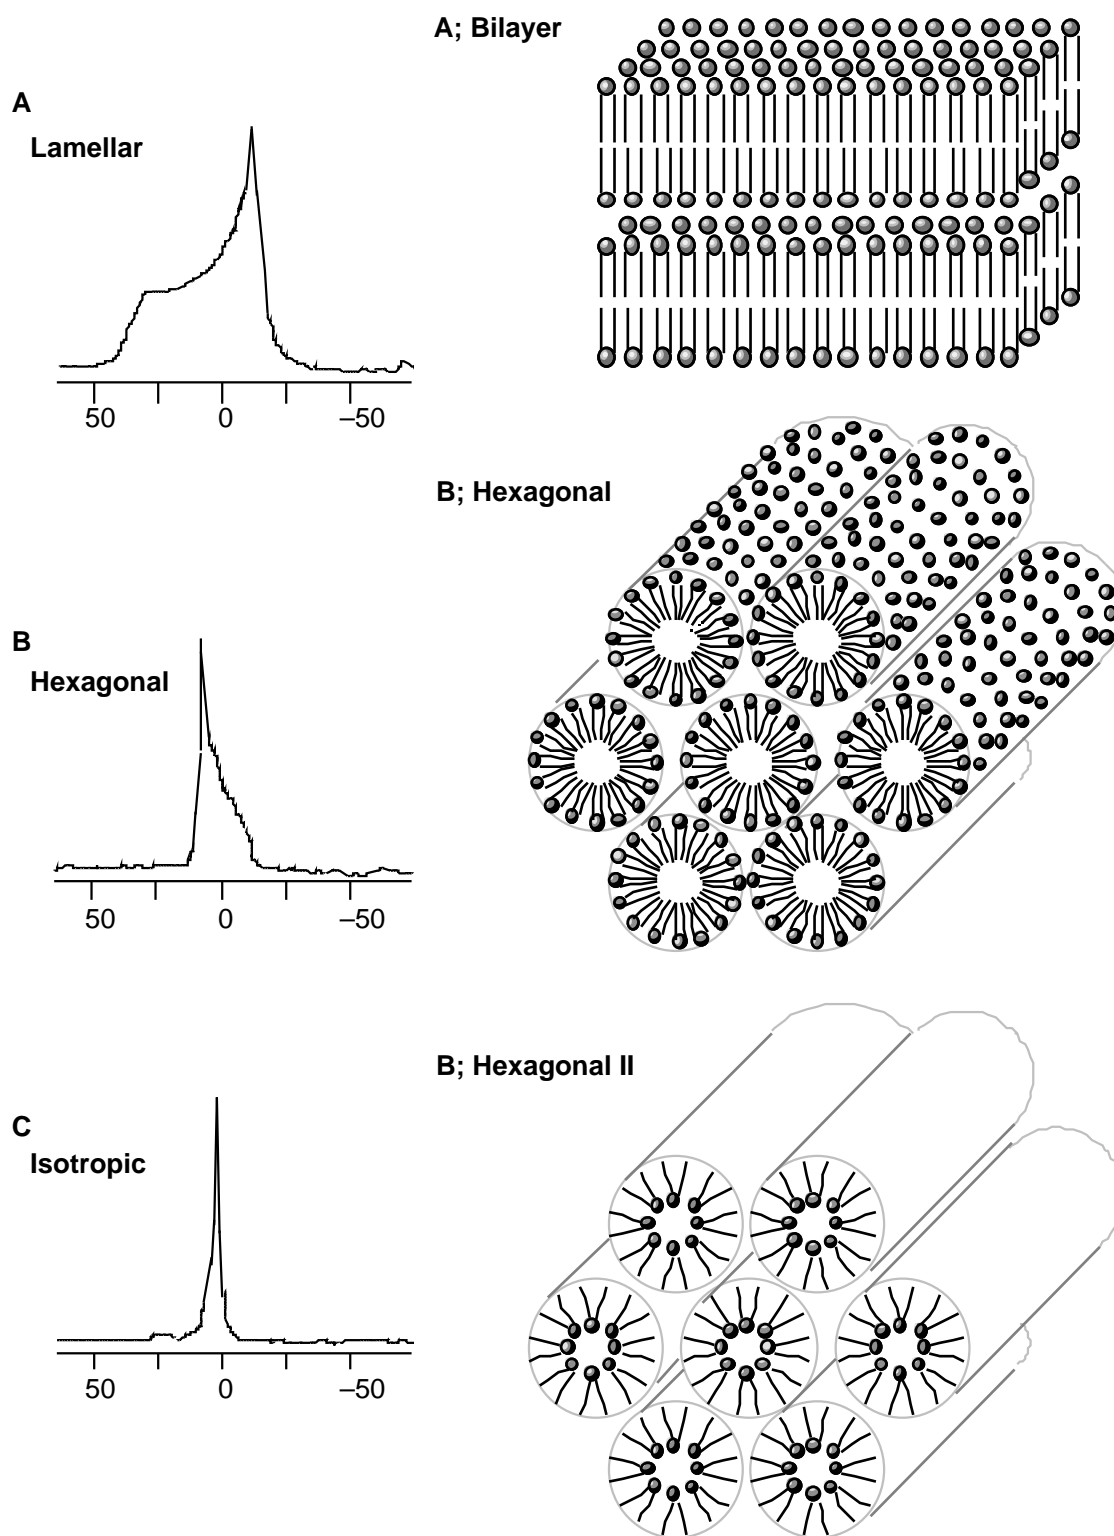 A; Bilayer
A
Lamellar
50 0 –50
B; Hexagonal
B
Hexagonal
50 0 –50
B; Hexagonal II
C
Isotropic
50 0 –50